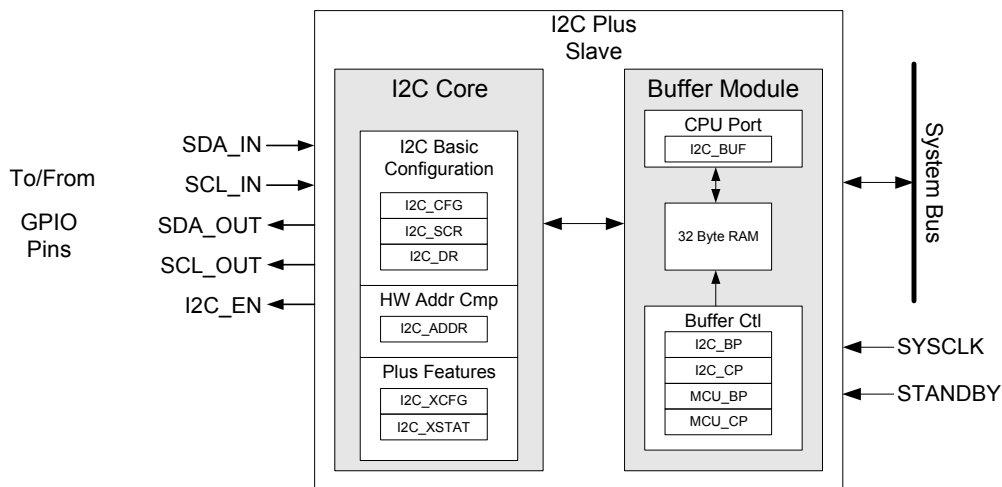 I2C Plus
Slave
I2C Core
I2C Basic
Configuration
I2C_CFG
I2C_SCR
I2C_DR
HW Addr Cmp
I2C_ADDR
Plus Features
I2C_XCFG
I2C_XSTAT
Buffer Module
CPU Port
I2C_BUF
32 Byte RAM
Buffer Ctl
I2C_BP
I2C_CP
MCU_BP
MCU_CP
To/From
GPIO
Pins
SDA_IN
SCL_IN
SDA_OUT
SCL_OUT
I2C_EN
System Bus
SYSCLK
STANDBY